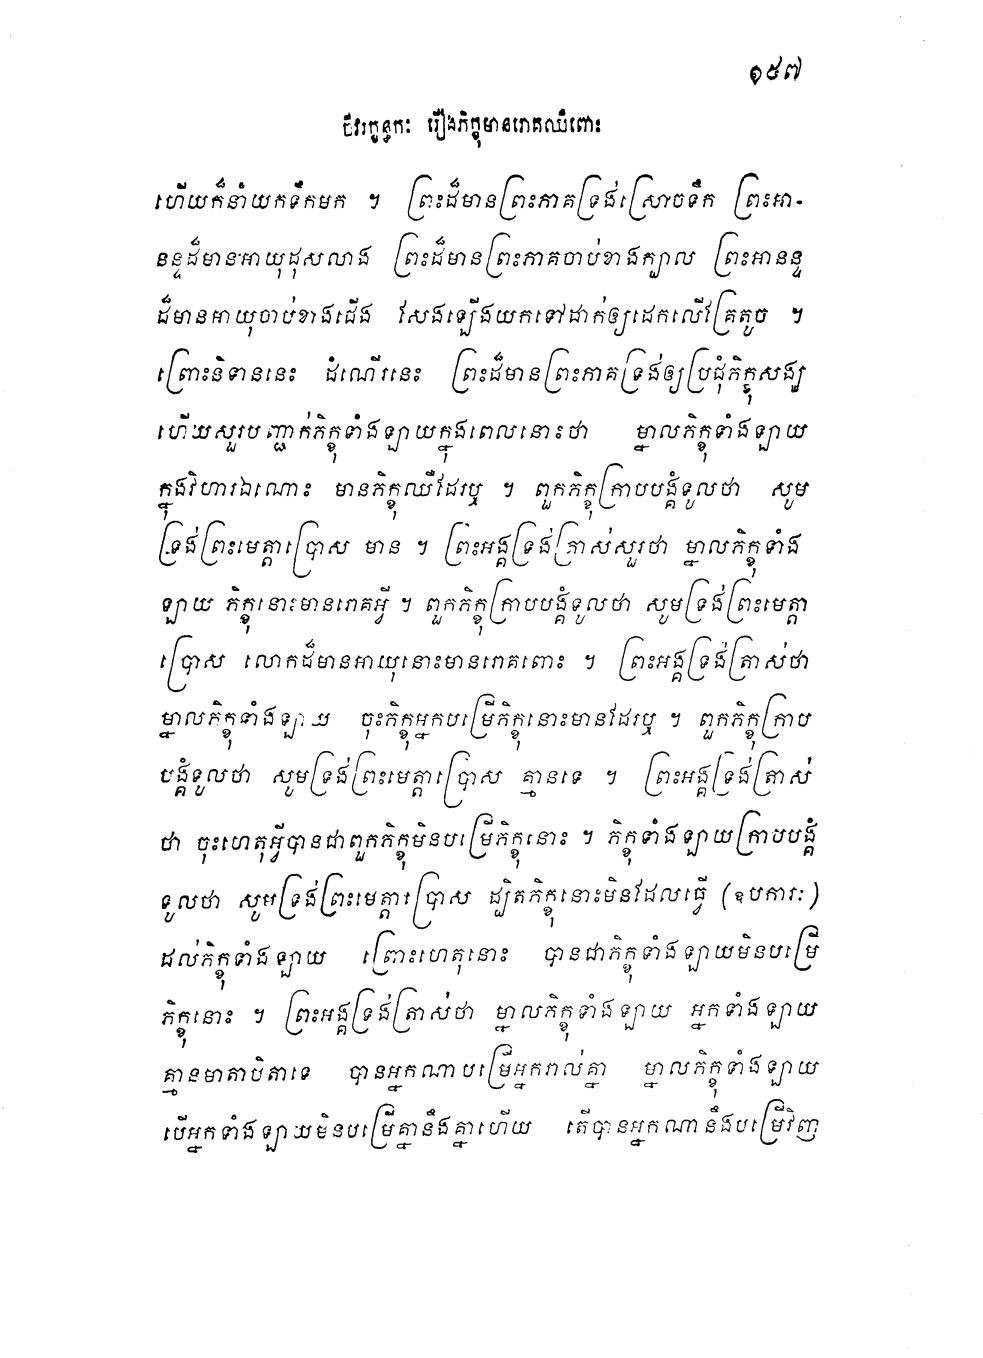 ១៥៧
ចីវរក្ខន្ធកៈ រឿងភិក្ខុមានរោគឈឺពោះ
ហើយក៏នាំយកទឹកមក ។ ព្រះដ៏មានព្រះភាគទ្រង់ស្រោចទឹក ព្រះអា-
នន្ទដ៏មានអាយុដុសលាង ព្រះដ៏មានព្រះភាគចាប់ខាងក្បាល ព្រះអានន្ទ
ដ៏មានអាយុចាប់ខាងជើង សែងឡើងយកទៅដាក់ឲ្យដេកលើគ្រែតូច ។
ព្រោះនិទាននេះ ដំណើរនេះ ព្រះដ៏មានព្រះភាគទ្រង់ឲ្យប្រជុំភិក្ខុសង្ឃ
ហើយសួរបញ្ជាក់ភិក្ខុទាំងឡាយក្នុងពេលនោះថា ម្នាលភិក្ខុទាំងឡាយ
ក្នុងវិហារឯណោះ មានភិក្ខុឈឺដែរឬ ។ ពួកភិក្ខុក្រាបបង្គំទូលថា សូម
ទ្រង់ព្រះមេត្តាប្រោស មាន ។ ព្រះអង្គទ្រង់ត្រាស់សួរថា ម្នាលភិក្ខុទាំង
ឡាយ ភិក្ខុនោះមានរោគអ្វី ។ ពួកភិក្ខុក្រាបបង្គំទូលថា សូមទ្រង់ព្រះមេត្តា
ប្រោស លោកដ៏មានអាយុនោះមានរោគពោះ ។ ព្រះអង្គទ្រង់ត្រាស់ថា
ម្នាលភិក្ខុទាំងឡាយ ចុះភិក្ខុអ្នកបម្រើភិក្ខុនោះមានដែរឬ ។ ពួកភិក្ខុក្រាប
បង្គំទូលថា សូមទ្រង់ព្រះមេត្តាប្រោស គ្មានទេ ។ ព្រះអង្គទ្រង់ត្រាស់
ថា ចុះហេតុអ្វីបានជាពួកភិក្ខុមិនបម្រើភិក្ខុនោះ ។ ភិក្ខុទាំងឡាយក្រាបបង្គំ
ទូលថា សូមទ្រង់ព្រះមេត្តាប្រោស ដ្បិតភិក្ខុនោះមិនដែលធ្វើ (ឧបការៈ)
ដល់ភិក្ខុទាំងឡាយ ព្រោះហេតុនោះ បានជាភិក្ខុទាំងឡាយមិនបម្រើ
ភិក្ខុនោះ ។ ព្រះអង្គទ្រង់ត្រាស់ថា ម្នាលភិក្ខុទាំងឡាយ អ្នកទាំងឡាយ
គ្មានមាតាបិតាទេ បានអ្នកណាបម្រើអ្នករាល់គ្នា ម្នាលភិក្ខុទាំងឡាយ
បើអ្នកទាំងឡាយមិនបម្រើគ្នានឹងគ្នាហើយ តើបានអ្នកណានឹងបម្រើវិញ